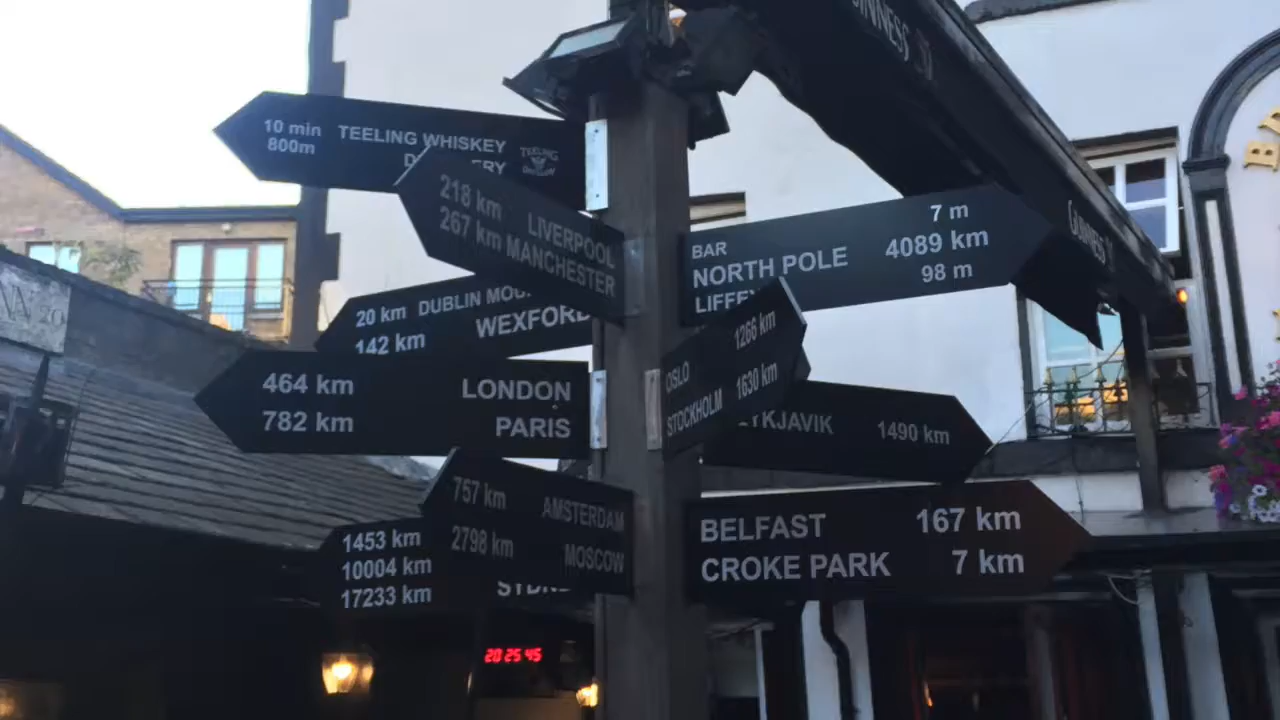 GUINNESS
10 min TEELING WHISKEY
800m
TEELING
218 km LIVERPOOL
267 km MANCHESTER
20 km DUBLIN
142 km WEXFORD
464 km LONDON
782 km PARIS
757 km AMSTERDAM
2798 km MOSCOW
1453 km
10004 km
17233 km
BAR 7 m
NORTH POLE 4089 km
LIFFEY 98 m
OSLO 1266 km
STOCKHOLM 1630 km
1490 km
BELFAST 167 km
CROKE PARK 7 km
20:25:45